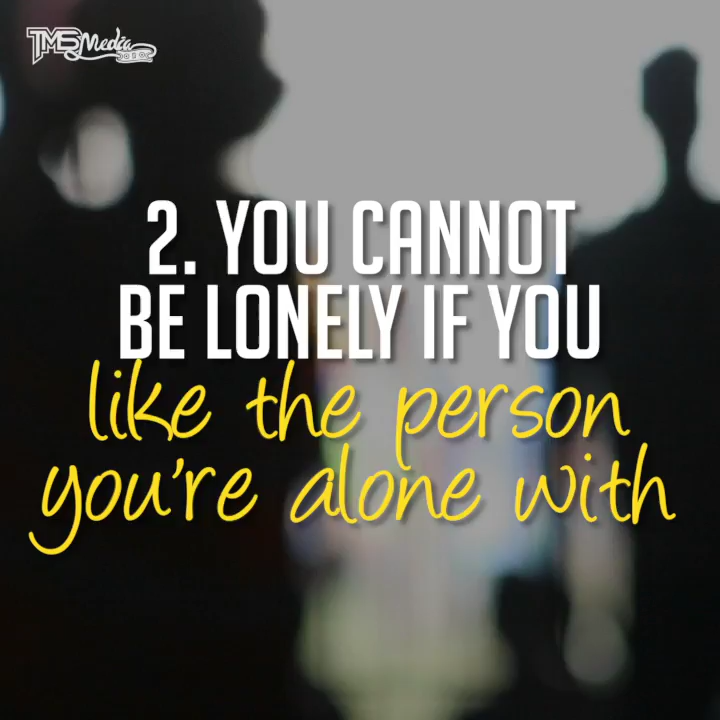 TMS Media
2. YOU CANNOT
BE LONELY IF YOU
like the person
you're alone with